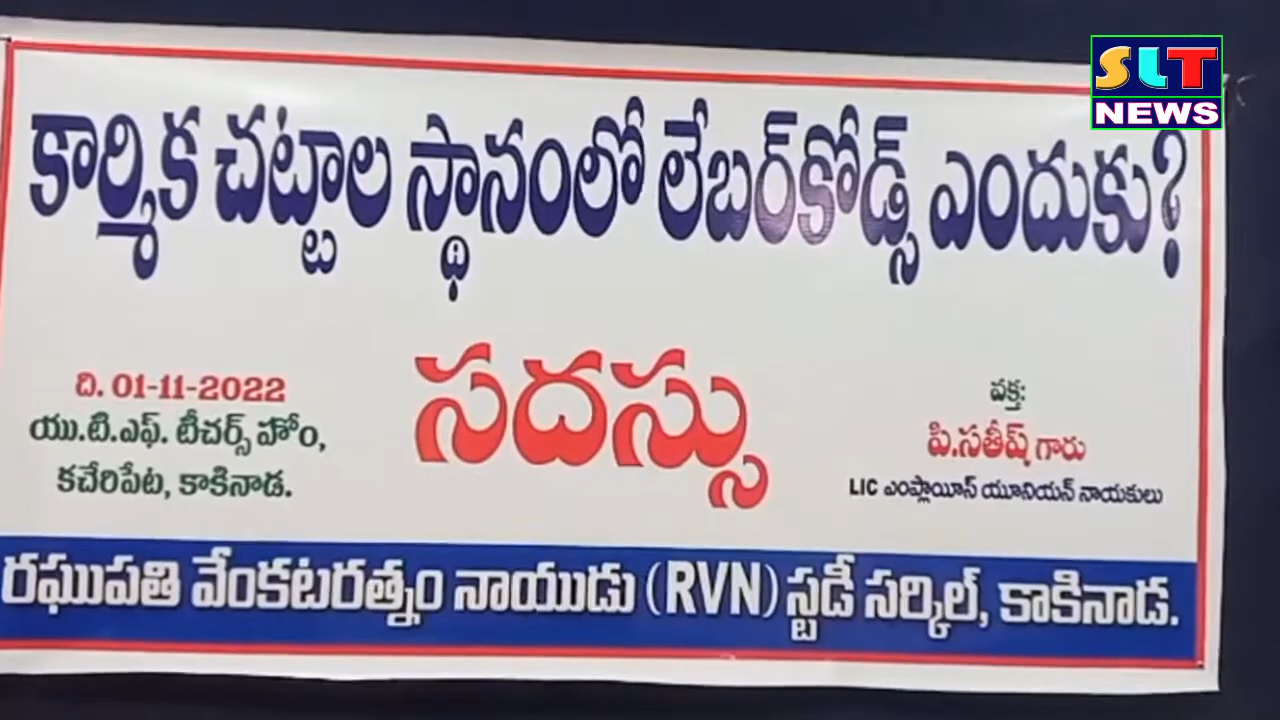 SLT
NEWS
కార్మిక చట్టాల స్థానంలో లేబర్‌కోడ్స్ ఎందుకు?
సదస్సు
ది. 01-11-2022
యు.టి.ఎఫ్. టీచర్స్ హోం,
కచేరిపేట, కాకినాడ.
వక్త:
పి.సతీష్ గారు
LIC ఎంప్లాయీస్ యూనియన్ నాయకులు
రఘుపతి వేంకటరత్నం నాయుడు (RVN) స్టడీ సర్కిల్, కాకినాడ.